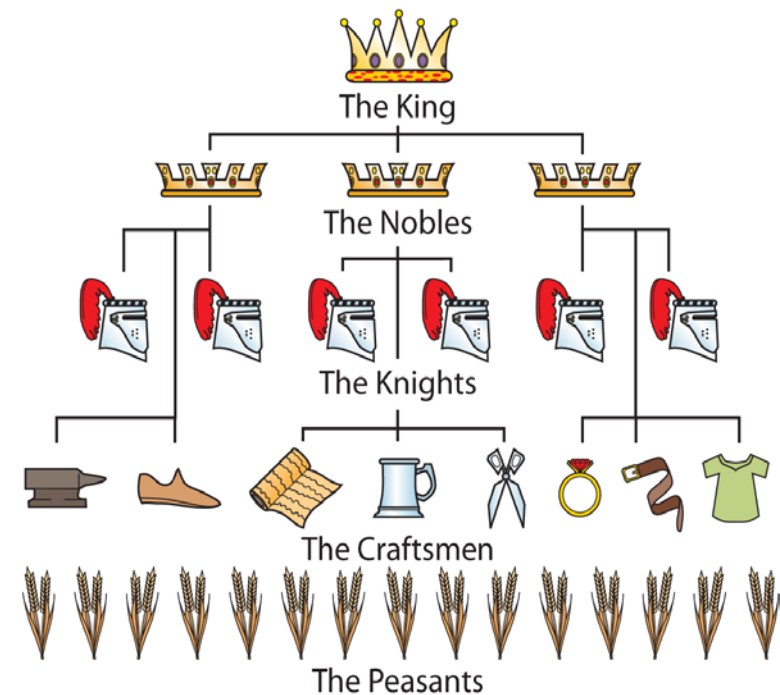 The King
The Nobles
The Knights
The Craftsmen
The Peasants